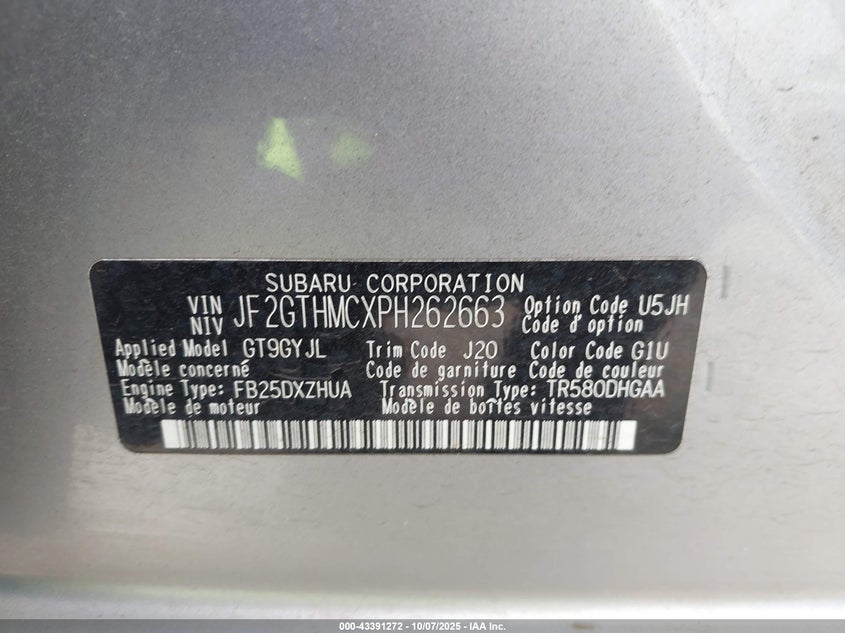 SUBARU CORPORATION
VIN NIV JF2GTHMCXPH262663 Option Code U5JH
Code d'option
Applied Model GT9GYJL Trim Code J20 Color Code G1U
Modèle concerné Code de garniture Code de couleur
Engine Type: FB25DXZHUA Transmission Type: TR580DHGAA
Modèle de moteur Modèle de boîtes vitesse
000-43391272 - 10/07/2025 - IAA Inc.